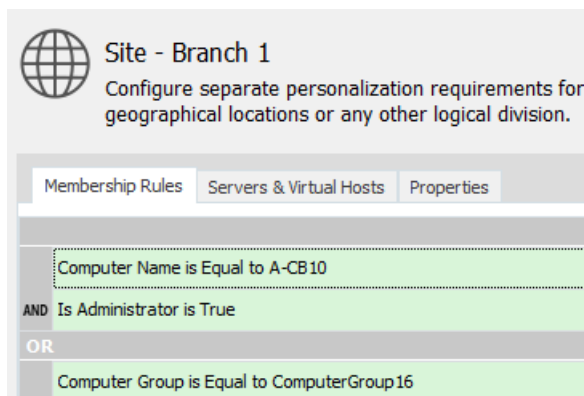 Site - Branch 1
Configure separate personalization requirements for
geographical locations or any other logical division.
Membership Rules Servers & Virtual Hosts Properties
Computer Name is Equal to A-CB10
AND Is Administrator is True
OR
Computer Group is Equal to ComputerGroup16